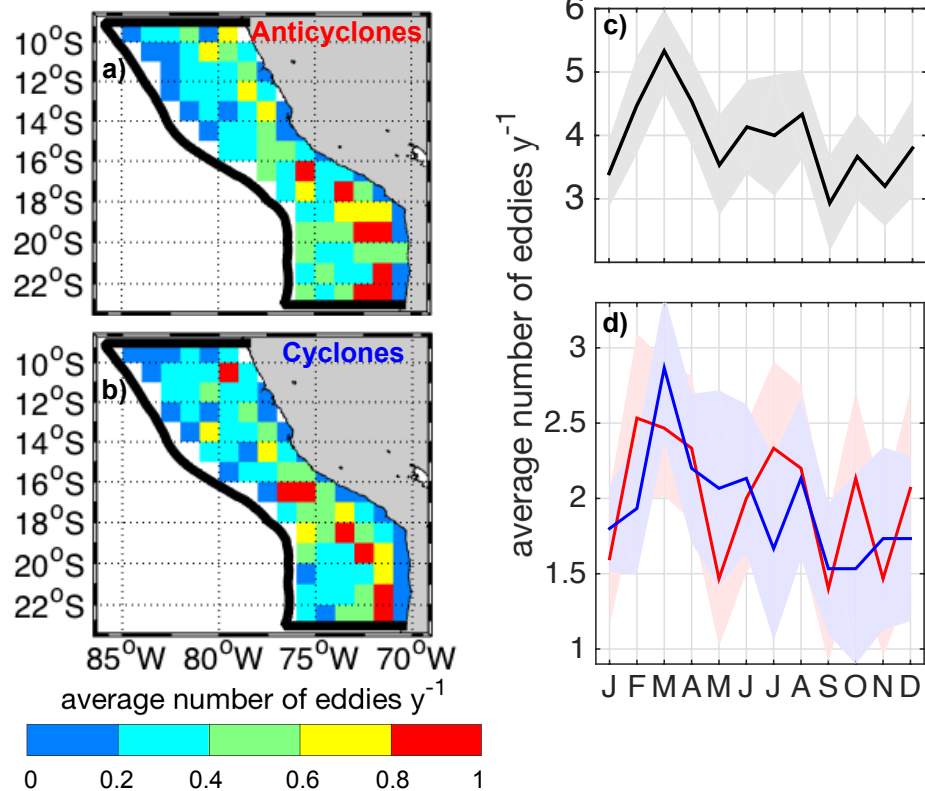 Anticyclones
a)
10°S
12°S
14°S
16°S
18°S
20°S
22°S
Cyclones
b)
10°S
12°S
14°S
16°S
18°S
20°S
22°S
85°W 80°W 75°W 70°W
average number of eddies y⁻¹
0 0.2 0.4 0.6 0.8 1
average number of eddies y⁻¹
c)
6
5
4
3
d)
3
2.5
2
1.5
1
J F M A M J J A S O N D